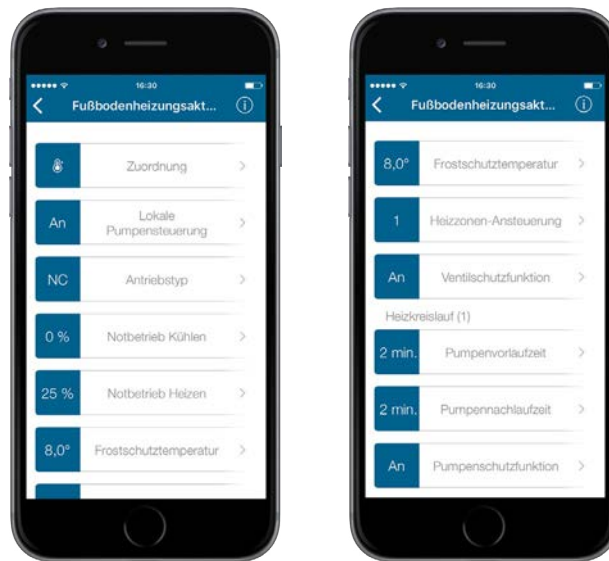 16:30
Fußbodenheizungsakt...
Zuordnung
An
Lokale
Pumpensteuerung
NC
Antriebstyp
0 %
Notbetrieb Kühlen
25 %
Notbetrieb Heizen
8,0°
Frostschutztemperatur
16:30
Fußbodenheizungsakt...
8,0°
Frostschutztemperatur
1
Heizzonen-Ansteuerung
An
Ventilschutzfunktion
Heizkreislauf (1)
2 min.
Pumpenvorlaufzeit
2 min.
Pumpennachlaufzeit
An
Pumpenschutzfunktion